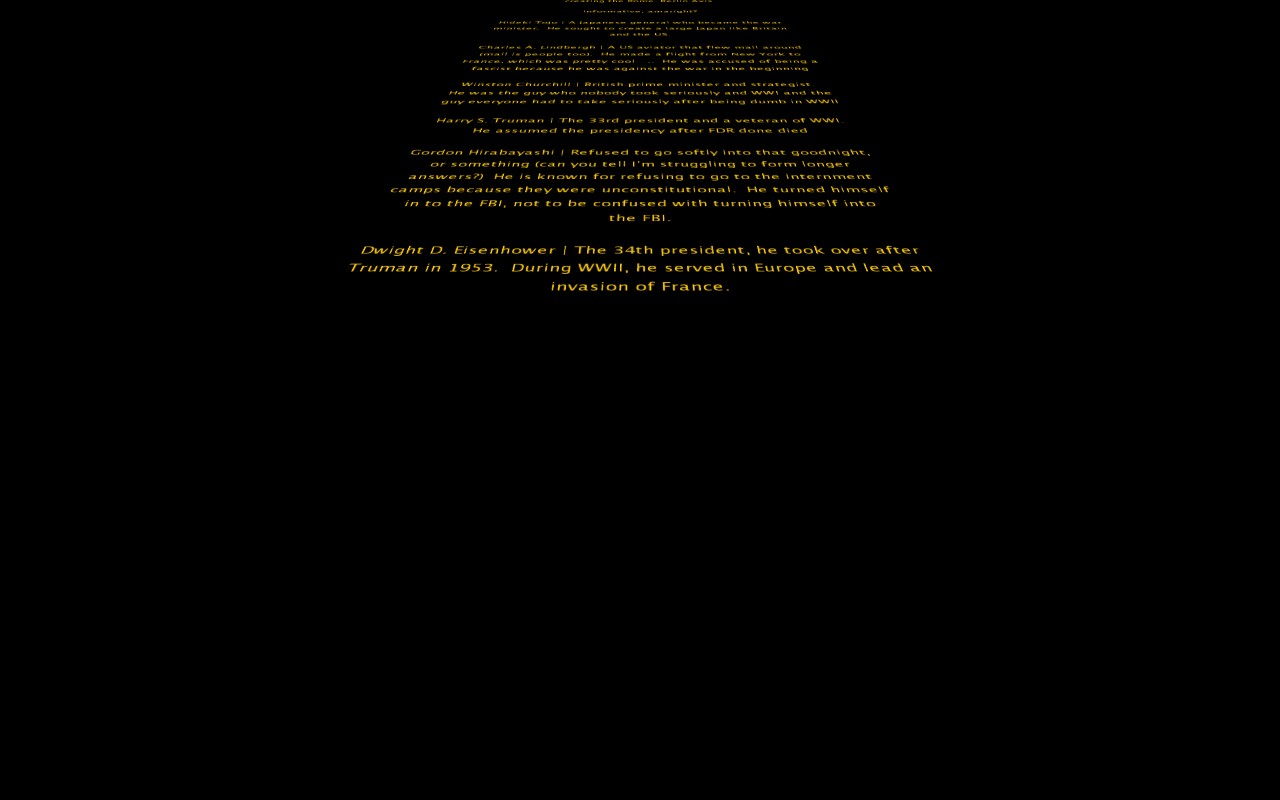 Creating the Rome-Berlin Axis
informative, amaright?
Hideki Tojo | A Japanese general who became the war
minister. He sought to create a large Japan like Britain
and the US
Charles A. Lindbergh | A US aviator that flew mail around
(mail is people too). He made a flight from New York to
France, which was pretty cool ... He was accused of being a
fascist because he was against the war in the beginning
Winston Churchill | British prime minister and strategist
He was the guy who nobody took seriously and WWI and the
guy everyone had to take seriously after being dumb in WWII
Harry S. Truman | The 33rd president and a veteran of WWI.
He assumed the presidency after FDR done died
Gordon Hirabayashi | Refused to go softly into that goodnight,
or something (can you tell I'm struggling to form longer
answers?) He is known for refusing to go to the internment
camps because they were unconstitutional. He turned himself
in to the FBI, not to be confused with turning himself into
the FBI.
Dwight D. Eisenhower | The 34th president, he took over after
Truman in 1953. During WWII, he served in Europe and lead an
invasion of France.